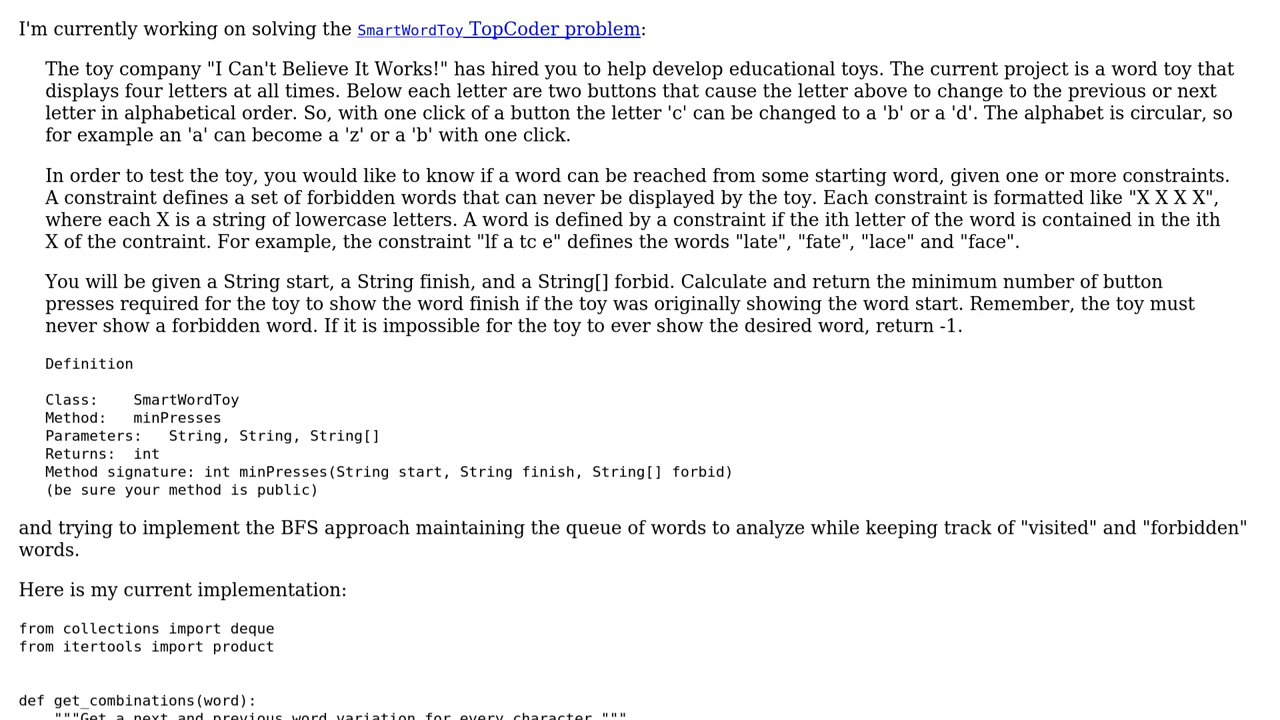 I'm currently working on solving the SmartWordToy TopCoder problem:
The toy company "I Can't Believe It Works!" has hired you to help develop educational toys. The current project is a word toy that
displays four letters at all times. Below each letter are two buttons that cause the letter above to change to the previous or next
letter in alphabetical order. So, with one click of a button the letter 'c' can be changed to a 'b' or a 'd'. The alphabet is circular, so
for example an 'a' can become a 'z' or a 'b' with one click.
In order to test the toy, you would like to know if a word can be reached from some starting word, given one or more constraints.
A constraint defines a set of forbidden words that can never be displayed by the toy. Each constraint is formatted like "X X X X",
where each X is a string of lowercase letters. A word is defined by a constraint if the ith letter of the word is contained in the ith
X of the contraint. For example, the constraint "lf a tc e" defines the words "late", "fate", "lace" and "face".
You will be given a String start, a String finish, and a String[] forbid. Calculate and return the minimum number of button
presses required for the toy to show the word finish if the toy was originally showing the word start. Remember, the toy must
never show a forbidden word. If it is impossible for the toy to ever show the desired word, return -1.
Definition
Class:    SmartWordToy
Method:   minPresses
Parameters:   String, String, String[]
Returns:  int
Method signature: int minPresses(String start, String finish, String[] forbid)
(be sure your method is public)
and trying to implement the BFS approach maintaining the queue of words to analyze while keeping track of "visited" and "forbidden"
words.
Here is my current implementation:
from collections import deque
from itertools import product
def get_combinations(word):
"""Get a next and previous word variation for every character."""